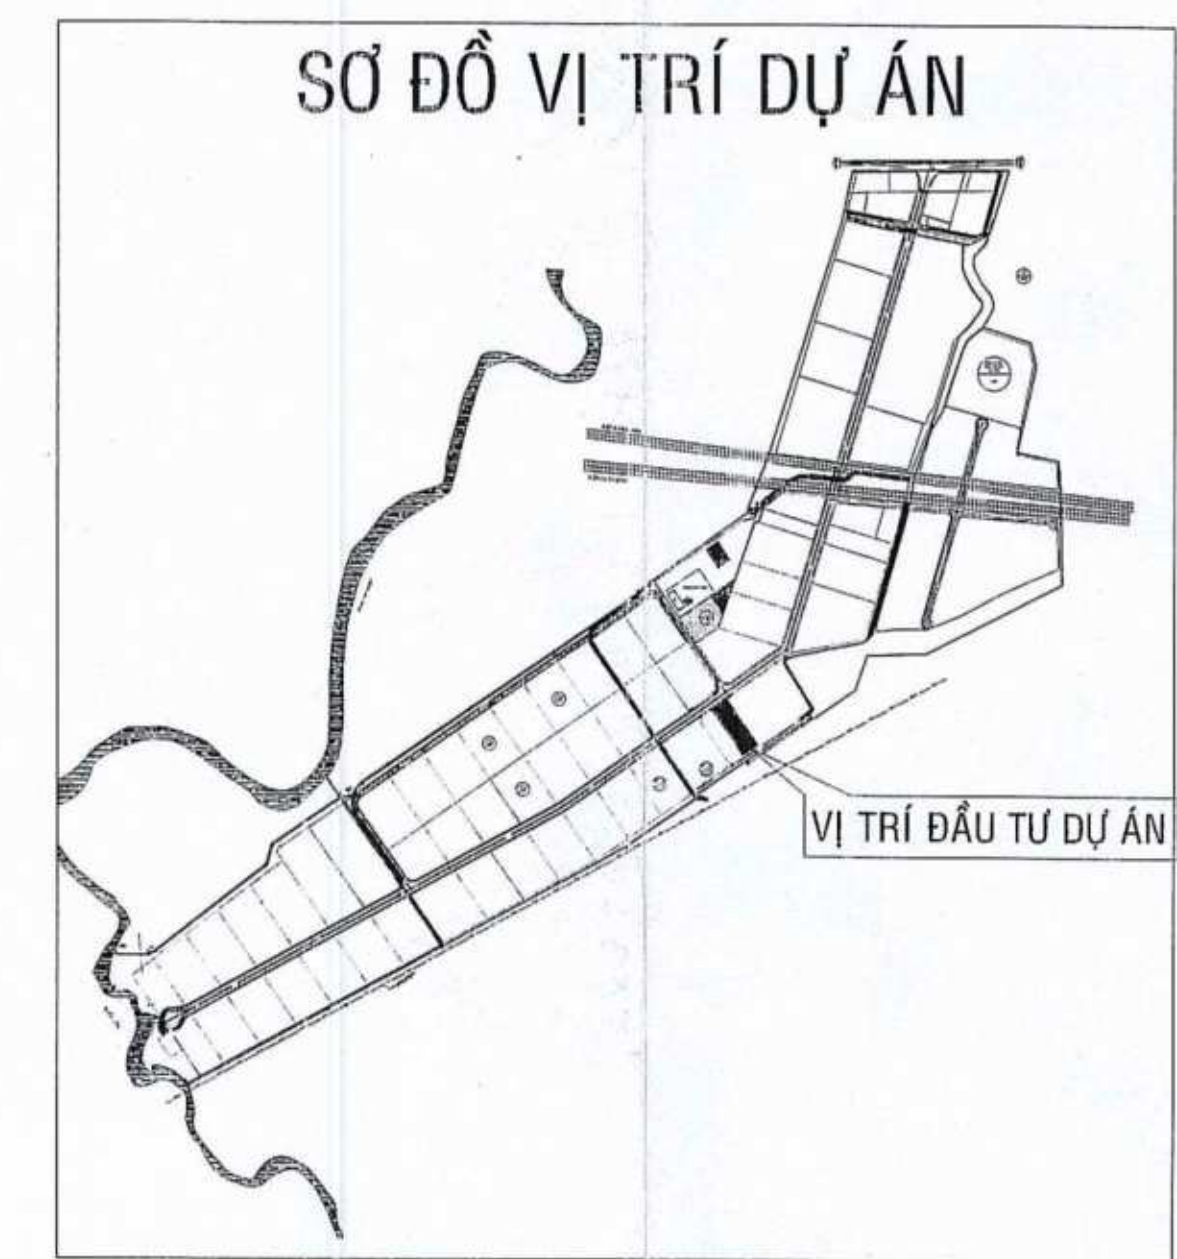 SƠ ĐỒ VỊ TRÍ DỰ ÁN
VỊ TRÍ ĐẦU TƯ DỰ ÁN